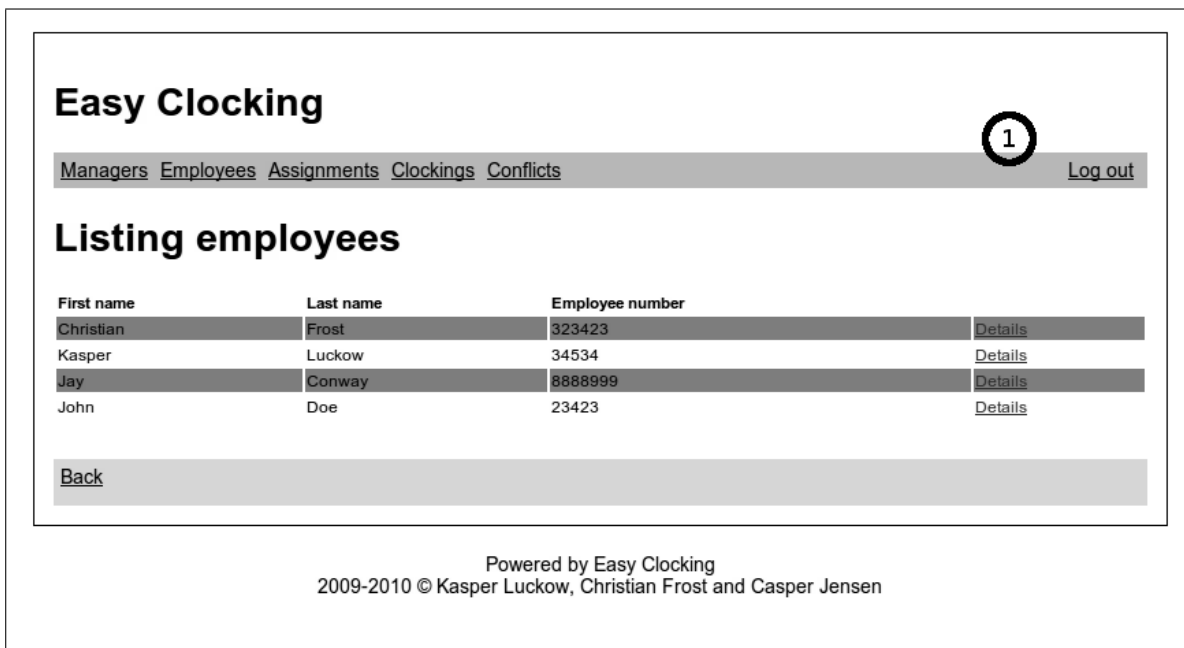 Easy Clocking
1
Managers Employees Assignments Clockings Conflicts Log out
Listing employees
First name Last name Employee number
Christian Frost 323423 Details
Kasper Luckow 34534 Details
Jay Conway 8888999 Details
John Doe 23423 Details
Back
Powered by Easy Clocking
2009-2010 © Kasper Luckow, Christian Frost and Casper Jensen